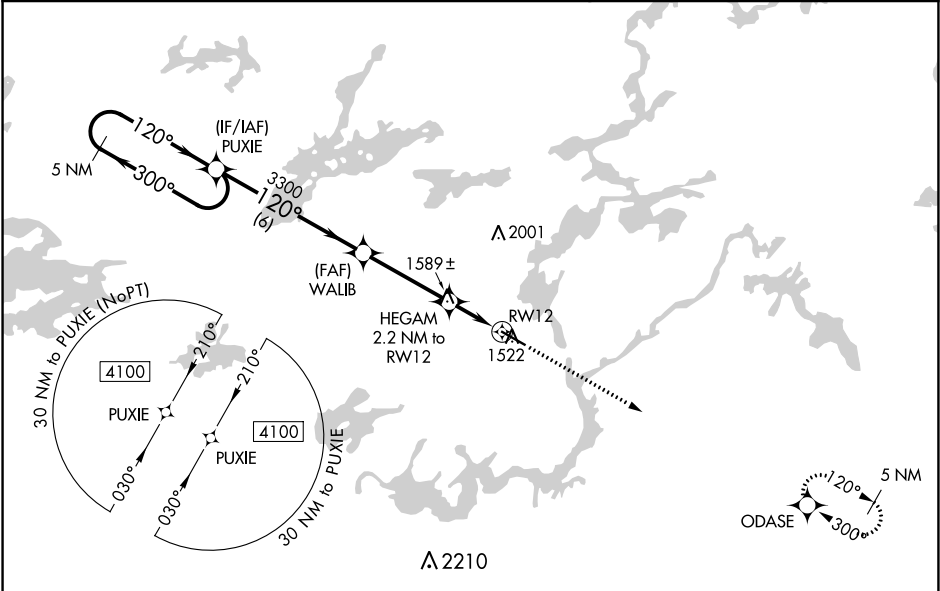 120°
(IF/IAF)
PUXIE
5 NM
300°
3300
120°
(6)
2001
(FAF)
WALIB
1589 ±
HEGAM
2.2 NM to
RW12
RW12
1522
30 NM to PUXIE (NoPT)
210°
4100
PUXIE
030°
210°
4100
PUXIE
030°
30 NM to PUXIE
120°
5 NM
ODASE
300°
2210